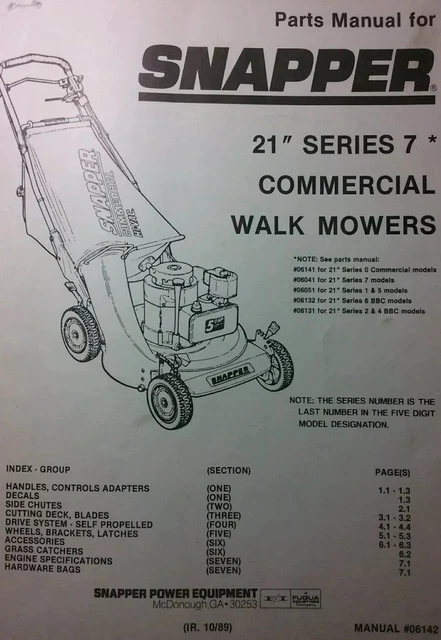 Parts Manual for
SNAPPER®
21" SERIES 7 *
COMMERCIAL
WALK MOWERS
*NOTE: See parts manual:
#06141 for 21" Series 0 Commercial models
#06041 for 21" Series 7 models
#06051 for 21" Series 1 & 5 models
#06132 for 21" Series 6 BBC models
#06131 for 21" Series 2 & 4 BBC models
SNAPPER
COMMERCIAL
HI-VAC
5
SNAPPER
NOTE: THE SERIES NUMBER IS THE
LAST NUMBER IN THE FIVE DIGIT
MODEL DESIGNATION.
INDEX - GROUP (SECTION) PAGE(S)
HANDLES, CONTROLS ADAPTERS (ONE) 1.1 - 1.3
DECALS (ONE) 1.3
SIDE CHUTES (TWO) 2.1
CUTTING DECK, BLADES (THREE) 3.1 - 3.2
DRIVE SYSTEM - SELF PROPELLED (FOUR) 4.1 - 4.4
WHEELS, BRACKETS, LATCHES (FIVE) 5.1 - 5.3
ACCESSORIES (SIX) 6.1 - 6.3
GRASS CATCHERS (SIX) 6.2
ENGINE SPECIFICATIONS (SEVEN) 7.1
HARDWARE BAGS (SEVEN) 7.1
SNAPPER POWER EQUIPMENT
McDonough, GA • 30253
A
FUQUA
INDUSTRIES
(IR. 10/89)
MANUAL #06142